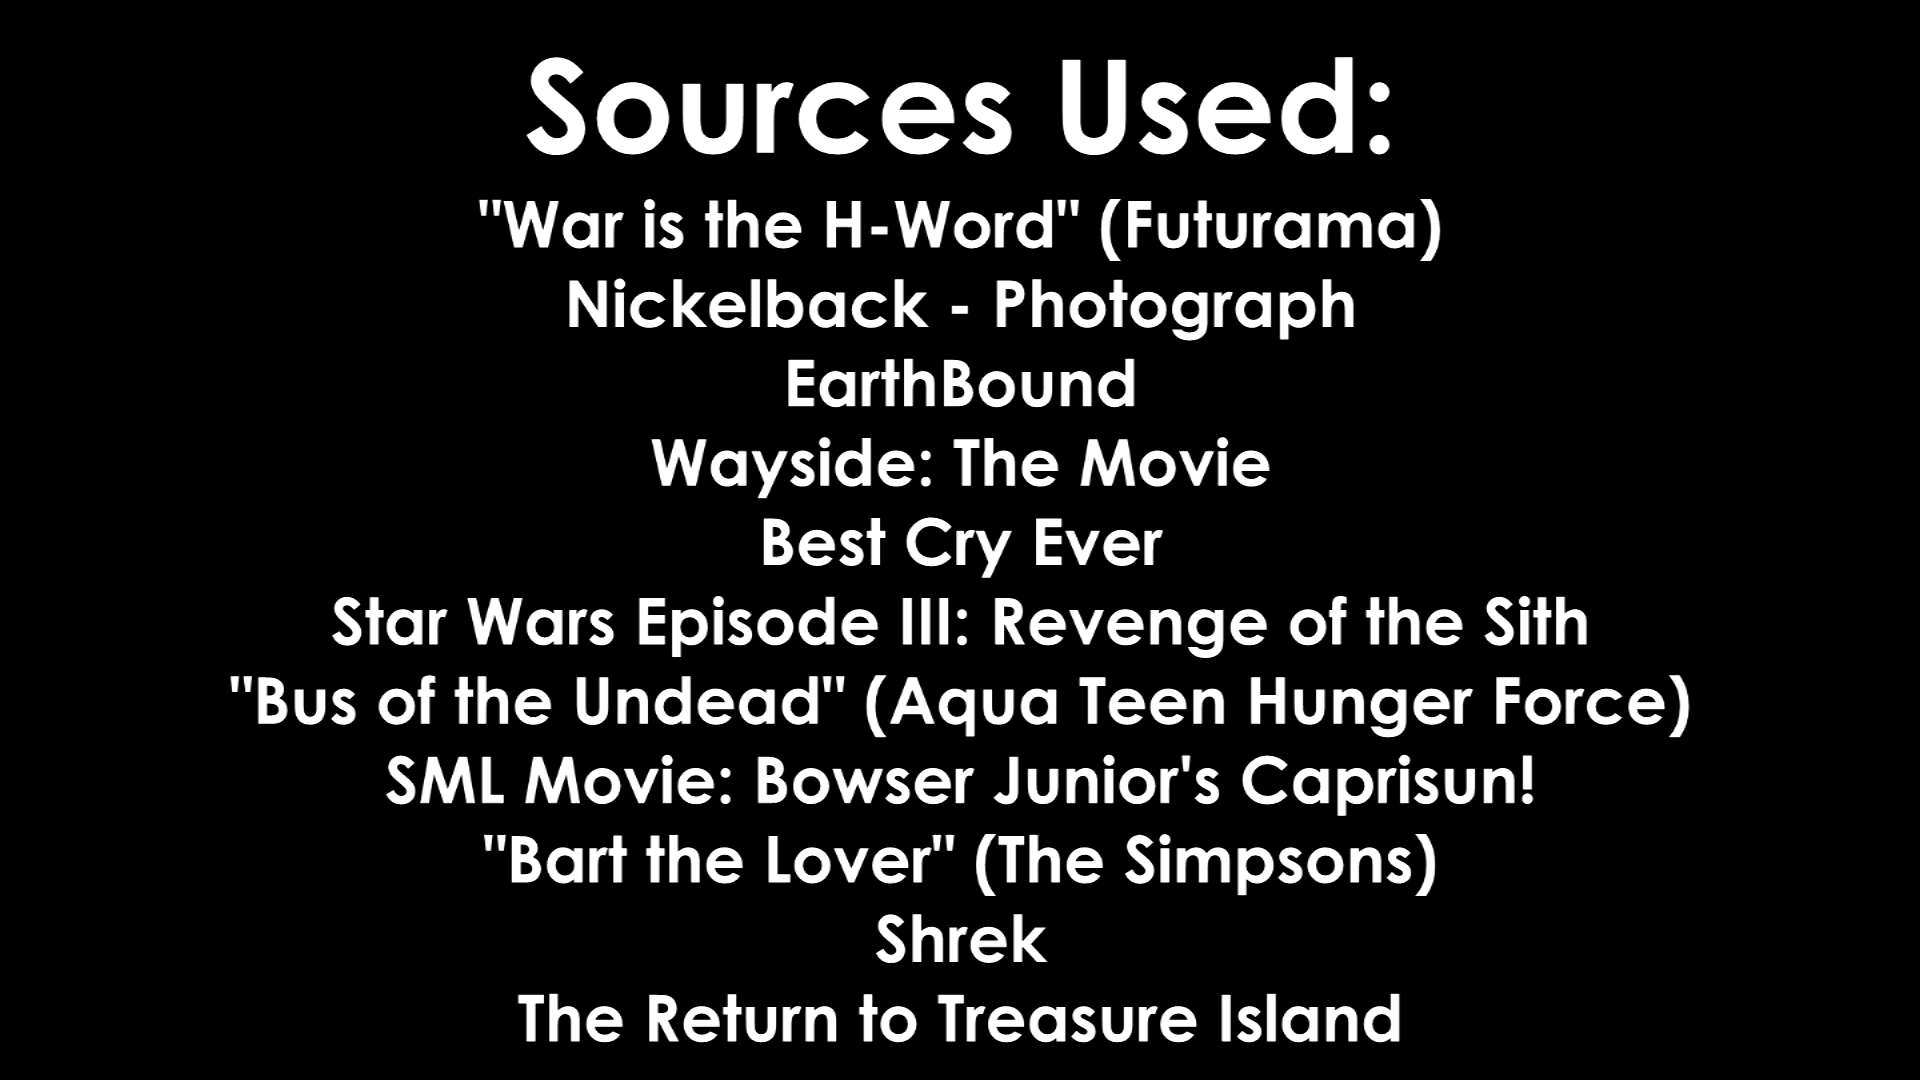 Sources Used:
"War is the H-Word" (Futurama)
Nickelback - Photograph
EarthBound
Wayside: The Movie
Best Cry Ever
Star Wars Episode III: Revenge of the Sith
"Bus of the Undead" (Aqua Teen Hunger Force)
SML Movie: Bowser Junior's Caprisun!
"Bart the Lover" (The Simpsons)
Shrek
The Return to Treasure Island